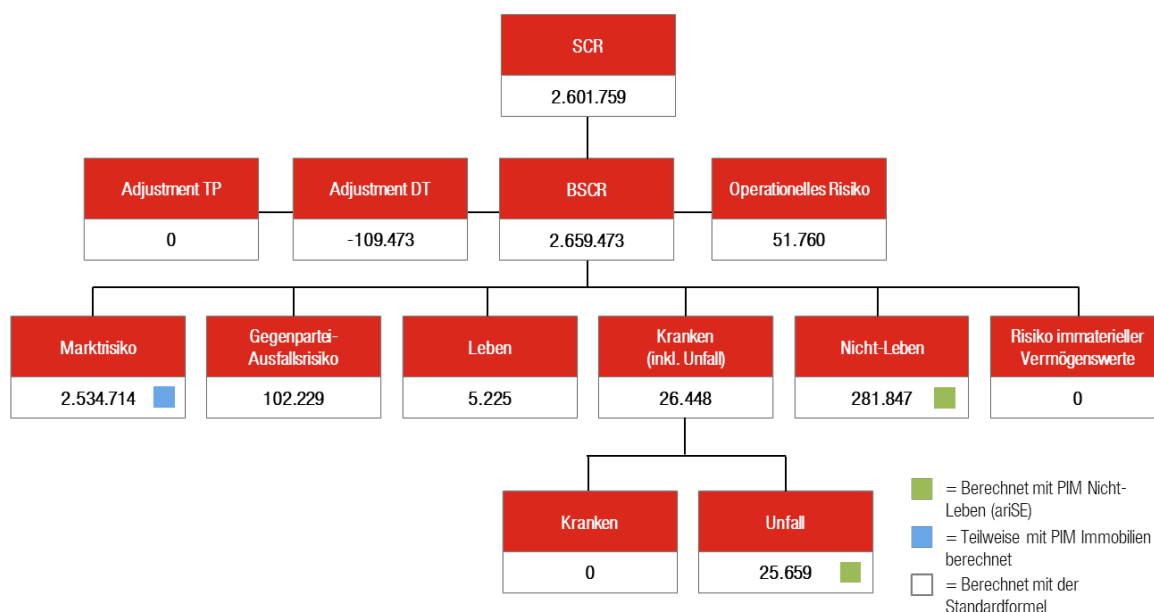 SCR
2.601.759
Adjustment TP
0
Adjustment DT
-109.473
BSCR
2.659.473
Operationelles Risiko
51.760
Marktrisiko
2.534.714
Gegenpartei-
Ausfallsrisiko
102.229
Leben
5.225
Kranken
(inkl. Unfall)
26.448
Nicht-Leben
281.847
Risiko immaterieller
Vermögenswerte
0
Kranken
0
Unfall
25.659
= Berechnet mit PIM Nicht-
Leben (ariSE)
= Teilweise mit PIM Immobilien
berechnet
= Berechnet mit der
Standardformel